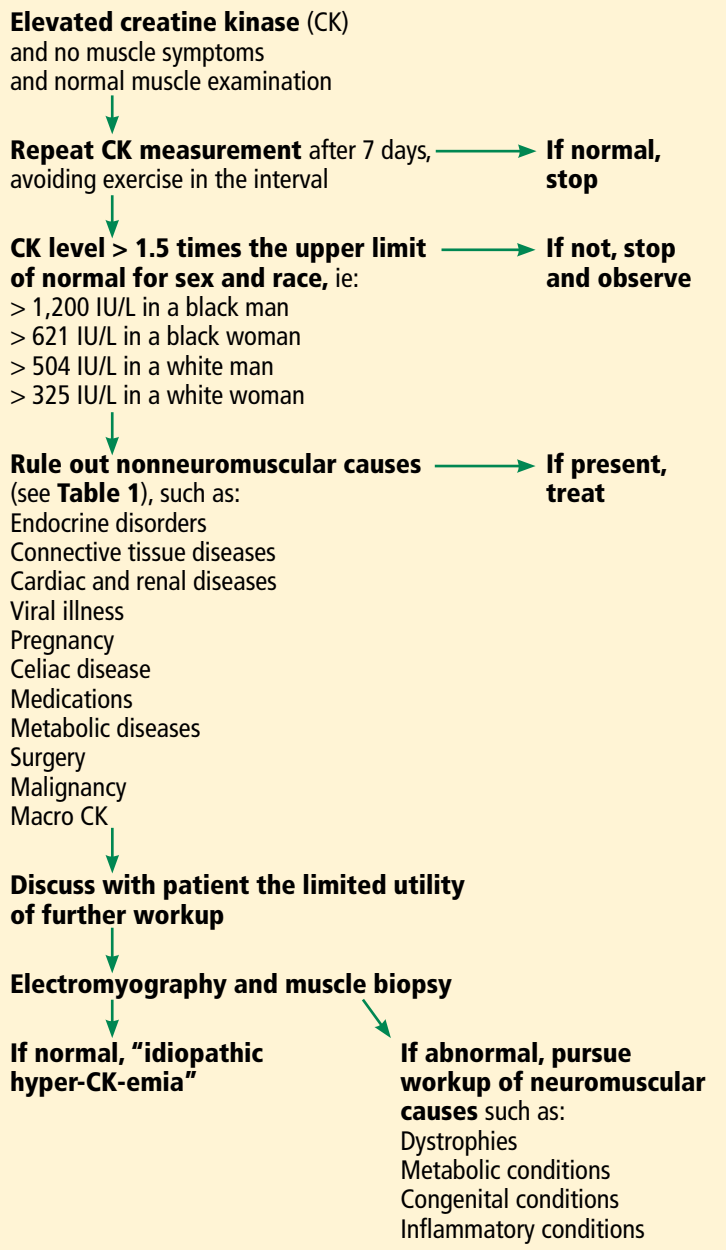 Elevated creatine kinase (CK)
and no muscle symptoms
and normal muscle examination
Repeat CK measurement after 7 days,
avoiding exercise in the interval
If normal,
stop
CK level > 1.5 times the upper limit
of normal for sex and race, ie:
> 1,200 IU/L in a black man
> 621 IU/L in a black woman
> 504 IU/L in a white man
> 325 IU/L in a white woman
If not, stop
and observe
Rule out nonneuromuscular causes
(see Table 1), such as:
Endocrine disorders
Connective tissue diseases
Cardiac and renal diseases
Viral illness
Pregnancy
Celiac disease
Medications
Metabolic diseases
Surgery
Malignancy
Macro CK
If present,
treat
Discuss with patient the limited utility
of further workup
Electromyography and muscle biopsy
If normal, “idiopathic
hyper-CK-emia”
If abnormal, pursue
workup of neuromuscular
causes such as:
Dystrophies
Metabolic conditions
Congenital conditions
Inflammatory conditions